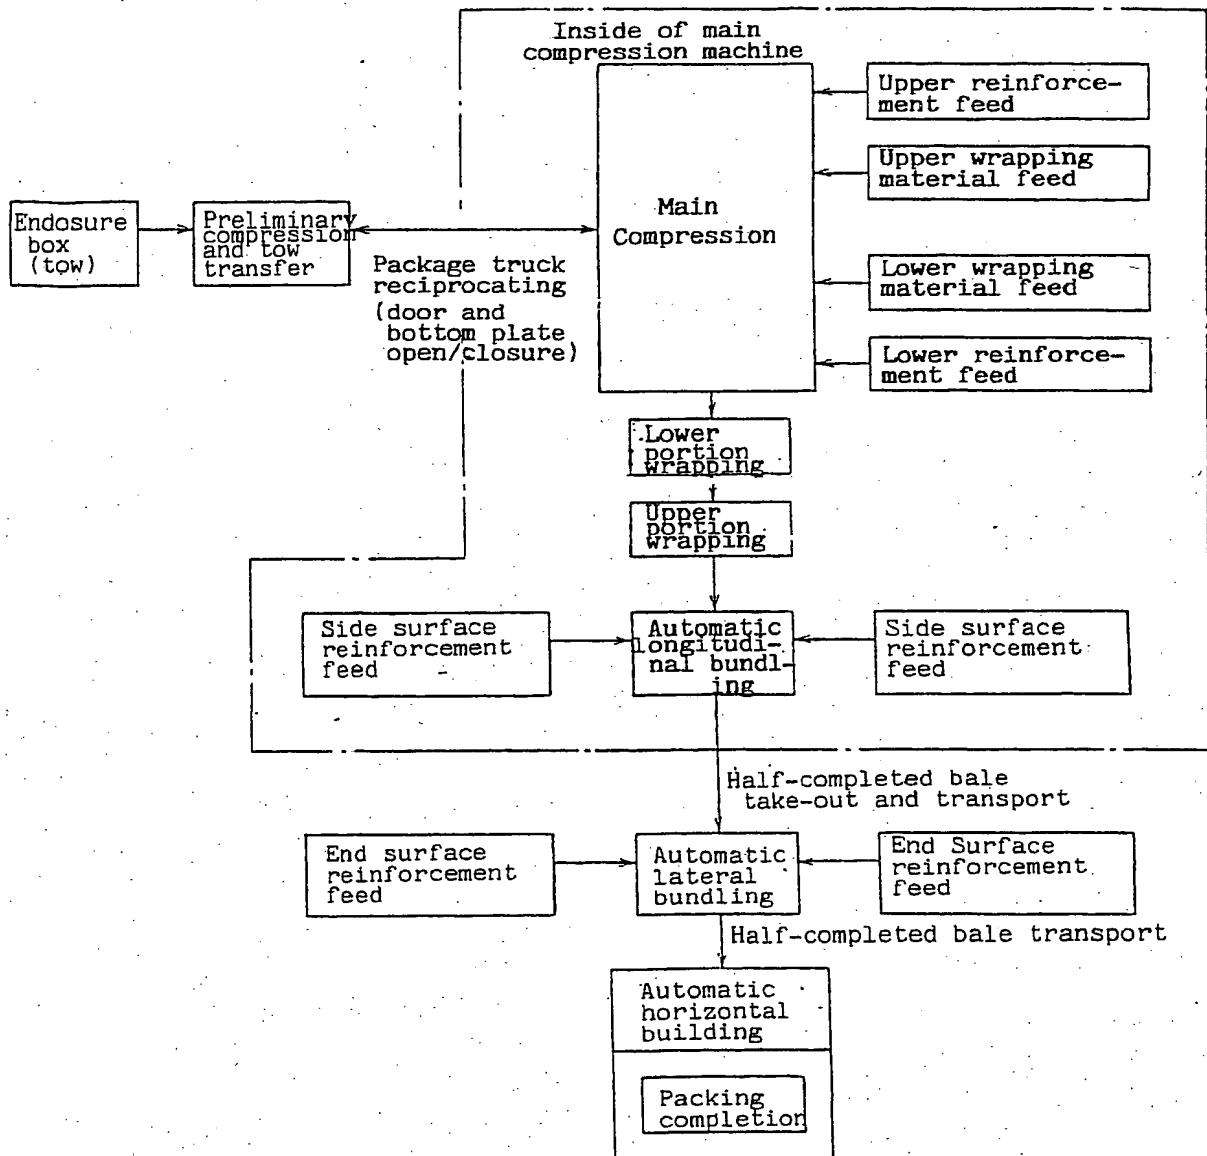 Inside of main
compression machine
Upper reinforce-
ment feed
Upper wrapping
material feed
Main
Compression
Endosure
box
(tow)
Preliminary
compression
and tow
transfer
Package truck
reciprocating
(door and
bottom plate
open/closure)
Lower wrapping
material feed
Lower reinforce-
ment feed
Lower
portion
wrapping
Upper
portion
wrapping
Side surface
reinforcement
feed
Automatic
longitudi-
nal bundl-
ing
Side surface
reinforcement
feed
Half-completed bale
take-out and transport
End surface
reinforcement
feed
Automatic
lateral
bundling
End Surface
reinforcement
feed
Half-completed bale transport
Automatic
horizontal
building
Packing
completion